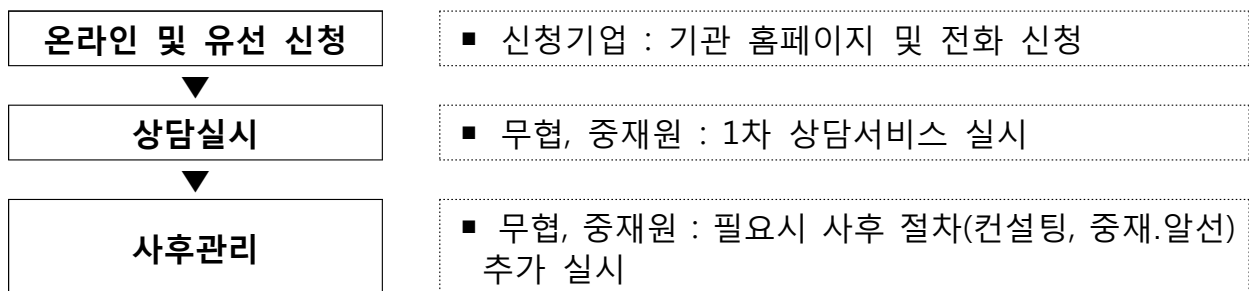 온라인 및 유선 신청
■ 신청기업 : 기관 홈페이지 및 전화 신청
▼
상담실시
■ 무협, 중재원 : 1차 상담서비스 실시
▼
사후관리
■ 무협, 중재원 : 필요시 사후 절차(컨설팅, 중재.알선)
추가 실시